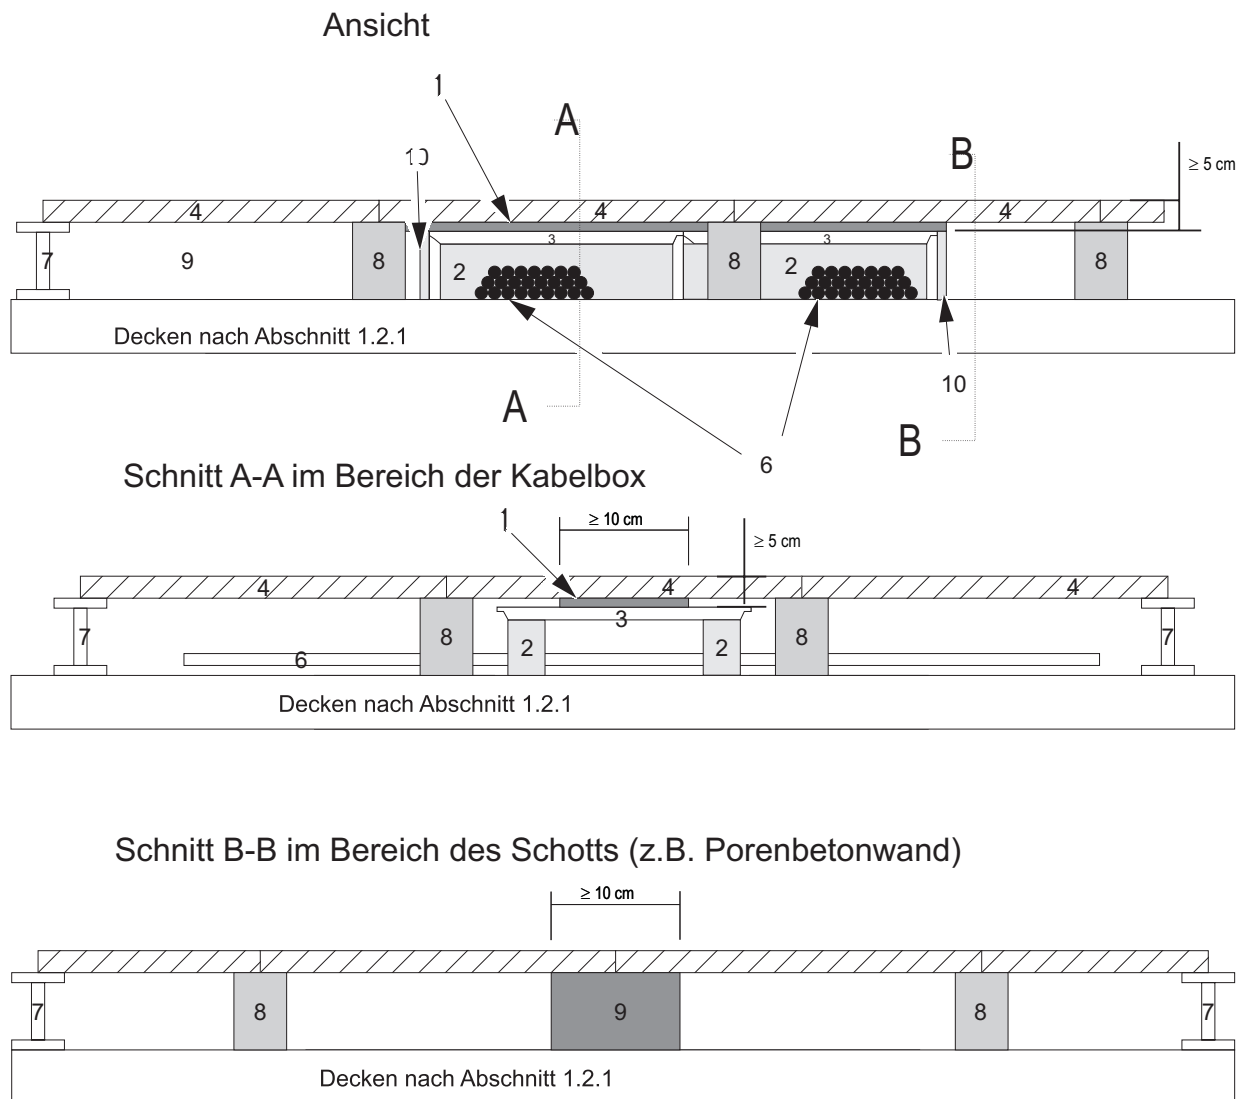 Ansicht
1
A
10
B
≥ 5 cm
4
4
4
3
3
7
9
8
2
8
2
8
Decken nach Abschnitt 1.2.1
10
A
B
6
Schnitt A-A im Bereich der Kabelbox
1
≥ 10 cm
≥ 5 cm
4
4
4
3
7
8
2
2
8
7
6
Decken nach Abschnitt 1.2.1
Schnitt B-B im Bereich des Schotts (z.B. Porenbetonwand)
≥ 10 cm
7
8
9
8
7
Decken nach Abschnitt 1.2.1